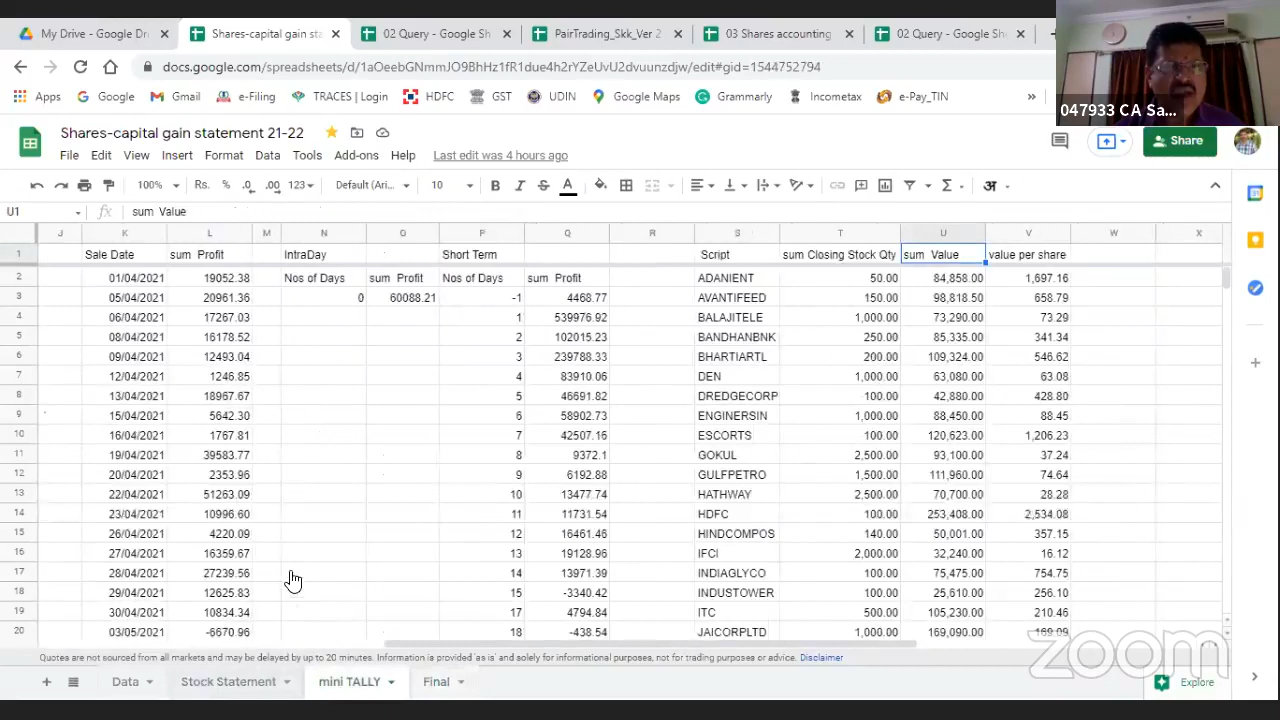 My Drive - Google Dr
Shares-capital gain sta
02 Query - Google Sh
PairTrading_Skk_Ver 2
03 Shares accounting
02 Query - Google Sh
docs.google.com/spreadsheets/d/1aOeebGNmmJO9BhHz1fR1due4h2rYZeUvU2dvuunzdjw/edit#gid=1544752794
Apps Google Gmail e-Filing TRACES | Login HDFC GST UDIN Google Maps Grammarly Incometax e-Pay_TIN »
047933 CA Sa...
Shares-capital gain statement 21-22
Share
File Edit View Insert Format Data Tools Add-ons Help Last edit was 4 hours ago
100% Rs. % .0 .00 123 Default (Ari... 10 B I S A अ
U1 fx sum Value
J K L M N O P Q R S T U V W X
1 Sale Date sum Profit IntraDay Short Term Script sum Closing Stock Qty sum Value value per share
2 01/04/2021 19052.38 Nos of Days sum Profit Nos of Days sum Profit ADANIENT 50.00 84,858.00 1,697.16
3 05/04/2021 20961.36 0 60088.21 -1 4468.77 AVANTIFEED 150.00 98,818.50 658.79
4 06/04/2021 17267.03 1 539976.92 BALAJITELE 1,000.00 73,290.00 73.29
5 08/04/2021 16178.52 2 102015.23 BANDHANBNK 250.00 85,335.00 341.34
6 09/04/2021 12493.04 3 239788.33 BHARTIARTL 200.00 109,324.00 546.62
7 12/04/2021 1246.85 4 83910.06 DEN 1,000.00 63,080.00 63.08
8 13/04/2021 18967.67 5 46691.82 DREDGECORP 100.00 42,880.00 428.80
9 15/04/2021 5642.30 6 58902.73 ENGINERSIN 1,000.00 88,450.00 88.45
10 16/04/2021 1767.81 7 42507.16 ESCORTS 100.00 120,623.00 1,206.23
11 19/04/2021 39583.77 8 9372.1 GOKUL 2,500.00 93,100.00 37.24
12 20/04/2021 2353.96 9 6192.88 GULFPETRO 1,500.00 111,960.00 74.64
13 22/04/2021 51263.09 10 13477.74 HATHWAY 2,500.00 70,700.00 28.28
14 23/04/2021 10996.60 11 11731.54 HDFC 100.00 253,408.00 2,534.08
15 26/04/2021 4220.09 12 16461.46 HINDCOMPOS 140.00 50,001.00 357.15
16 27/04/2021 16359.67 13 19128.96 IFCI 2,000.00 32,240.00 16.12
17 28/04/2021 27239.56 14 13971.39 INDIAGLYCO 100.00 75,475.00 754.75
18 29/04/2021 12625.83 15 -3340.42 INDUSTOWER 100.00 25,610.00 256.10
19 30/04/2021 10834.34 17 4794.84 ITC 500.00 105,230.00 210.46
20 03/05/2021 -6670.96 18 -438.54 JAICORPLTD 1,000.00 169,090.00 169.09
zoom
Quotes are not sourced from all markets and may be delayed by up to 20 minutes. Information is provided 'as is' and solely for informational purposes, not for trading purposes or advice. Disclaimer
Data Stock Statement mini TALLY Final Explore